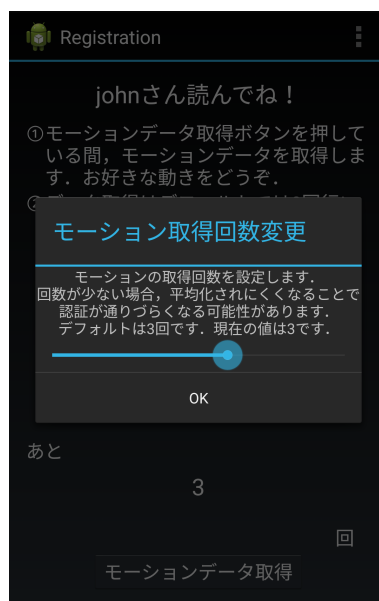 Registration
johnさん読んでね！
①モーションデータ取得ボタンを押して
いる間，モーションデータを取得しま
す．お好きな動きをどうぞ．
モーション取得回数変更
モーションの取得回数を設定します．
回数が少ない場合，平均化されにくくなることで
認証が通りづらくなる可能性があります．
デフォルトは3回です．現在の値は3です．
OK
あと
3
回
モーションデータ取得